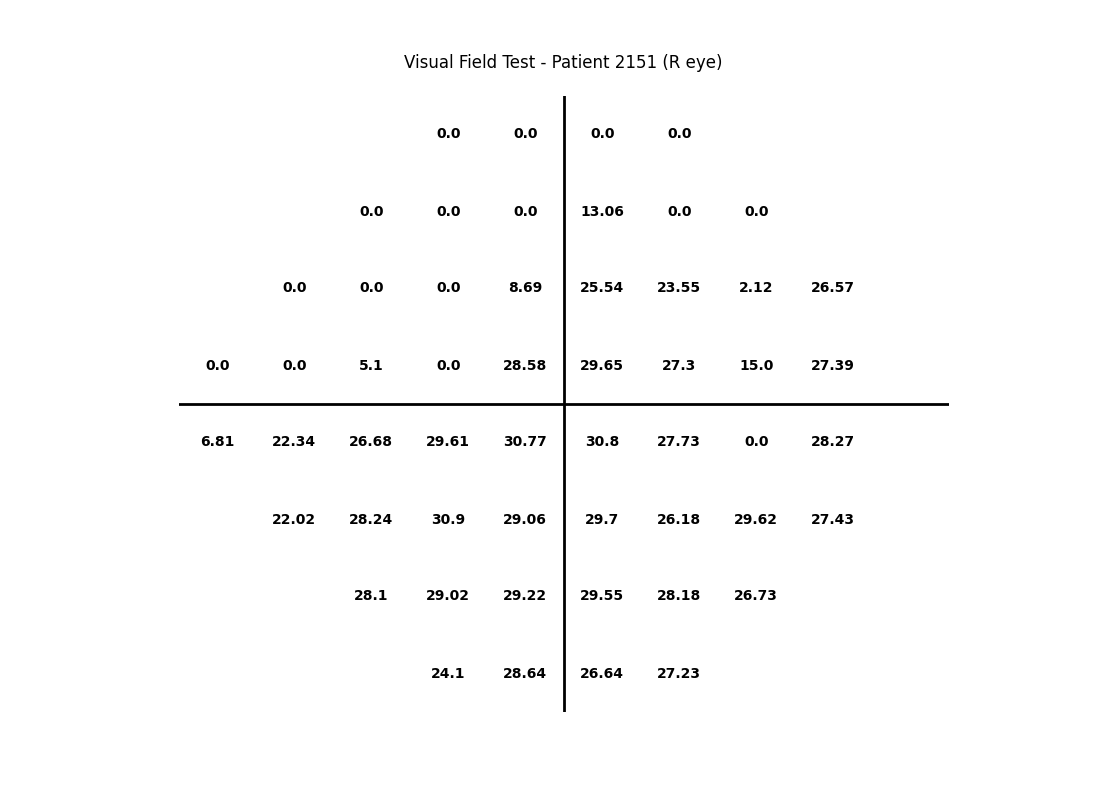 Visual Field Test - Patient 2151 (R eye)
0.0 0.0 0.0 0.0
0.0 0.0 0.0 13.06 0.0 0.0
0.0 0.0 0.0 8.69 25.54 23.55 2.12 26.57
0.0 0.0 5.1 0.0 28.58 29.65 27.3 15.0 27.39
6.81 22.34 26.68 29.61 30.77 30.8 27.73 0.0 28.27
22.02 28.24 30.9 29.06 29.7 26.18 29.62 27.43
28.1 29.02 29.22 29.55 28.18 26.73
24.1 28.64 26.64 27.23